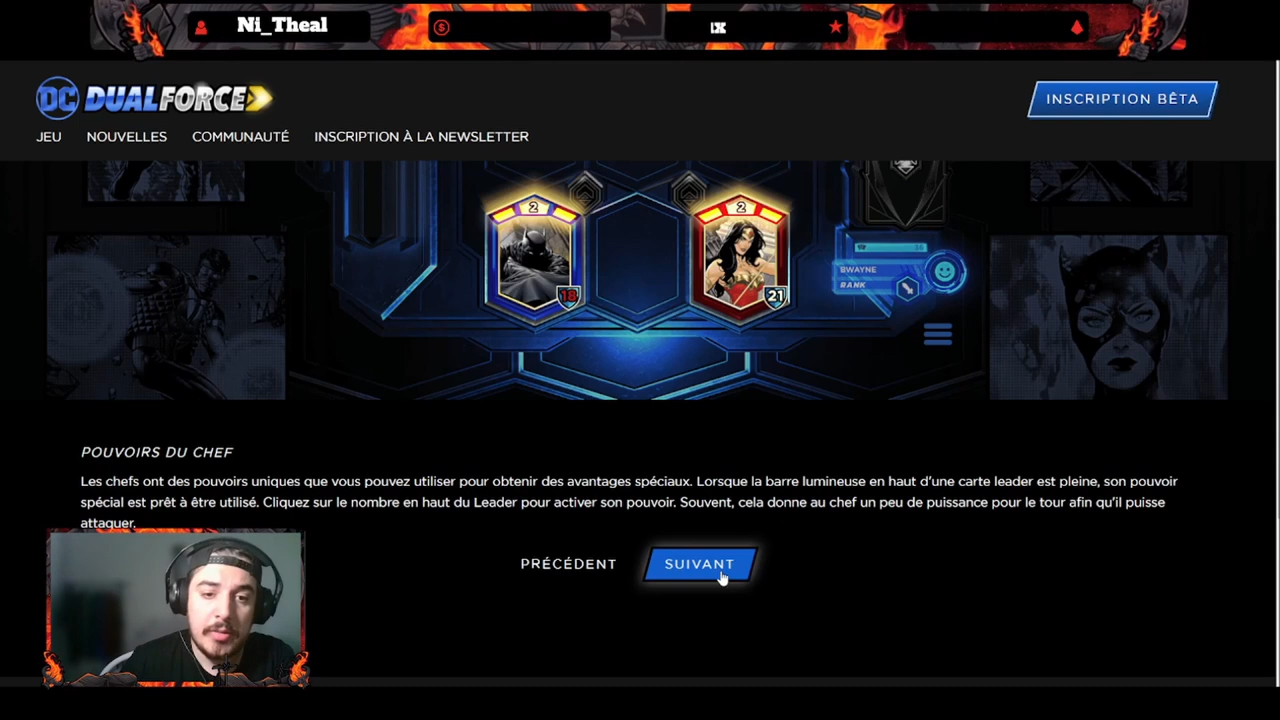 Ni_Theal
IX
DC DUALFORCE
INSCRIPTION BÊTA
JEU NOUVELLES COMMUNAUTÉ INSCRIPTION À LA NEWSLETTER
2
2
18
21
34
BWAYNE
RANK
POUVOIRS DU CHEF
Les chefs ont des pouvoirs uniques que vous pouvez utiliser pour obtenir des avantages spéciaux. Lorsque la barre lumineuse en haut d'une carte leader est pleine, son pouvoir
spécial est prêt à être utilisé. Cliquez sur le nombre en haut du Leader pour activer son pouvoir. Souvent, cela donne au chef un peu de puissance pour le tour afin qu'il puisse
attaquer.
PRÉCÉDENT SUIVANT